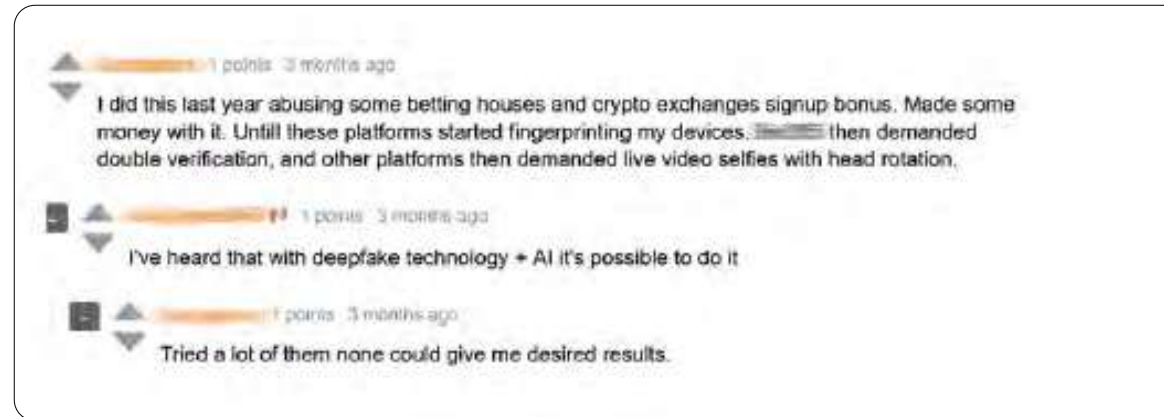 1 points 3 months ago
I did this last year abusing some betting houses and crypto exchanges signup bonus. Made some
money with it. Untill these platforms started fingerprinting my devices. then demanded
double verification, and other platforms then demanded live video selfies with head rotation.
1 points 3 months ago
I've heard that with deepfake technology + AI it's possible to do it
1 points 3 months ago
Tried a lot of them none could give me desired results.